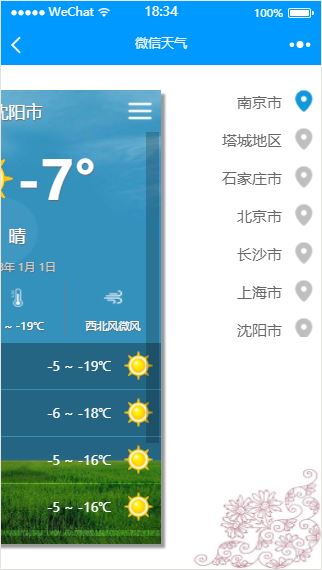 WeChat 18:34 100%
微信天气
沈阳市
-7°
晴
年 1月 1日
~ -19℃ 西北风微风
-5 ~ -19℃
-6 ~ -18℃
-5 ~ -16℃
-5 ~ -16℃
南京市
塔城地区
石家庄市
北京市
长沙市
上海市
沈阳市